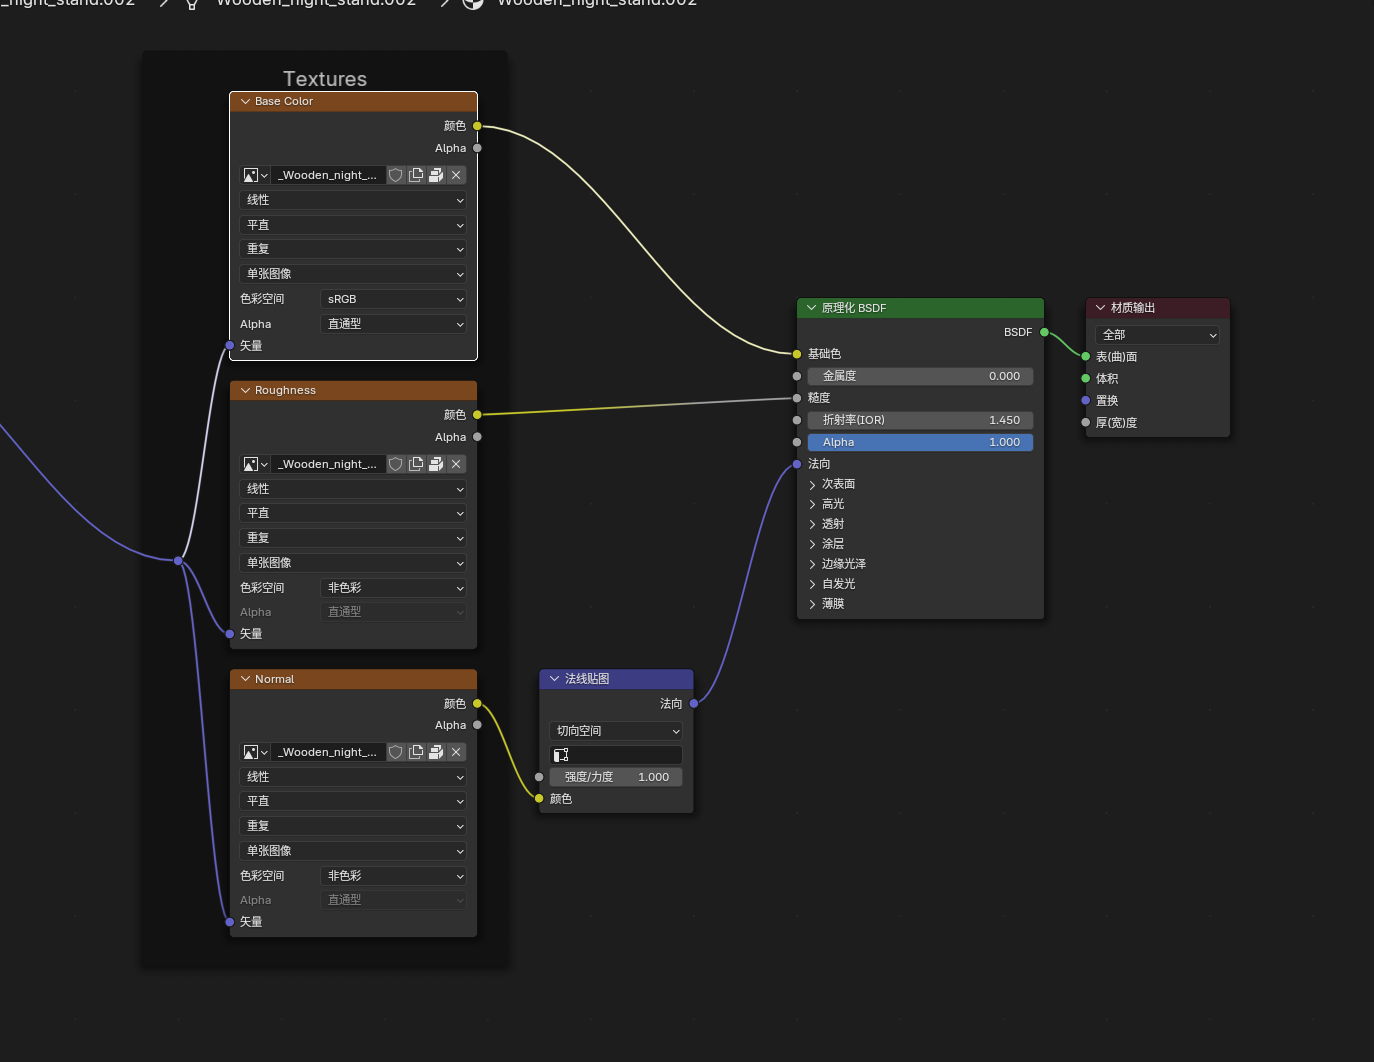 _night_stand.002
Wooden_night_stand.002
Wooden_night_stand.002
Textures
Base Color
颜色
Alpha
_Wooden_night_...
线性
平直
重复
单张图像
色彩空间 sRGB
Alpha 直通型
矢量
Roughness
颜色
Alpha
_Wooden_night_...
线性
平直
重复
单张图像
色彩空间 非色彩
Alpha 直通型
矢量
Normal
颜色
Alpha
_Wooden_night_...
线性
平直
重复
单张图像
色彩空间 非色彩
Alpha 直通型
矢量
法线贴图
法向
切向空间
强度/力度 1.000
颜色
原理化 BSDF
BSDF
基础色
金属度 0.000
糙度
折射率(IOR) 1.450
Alpha 1.000
法向
次表面
高光
透射
涂层
边缘光泽
自发光
薄膜
材质输出
全部
表(曲)面
体积
置换
厚(宽)度